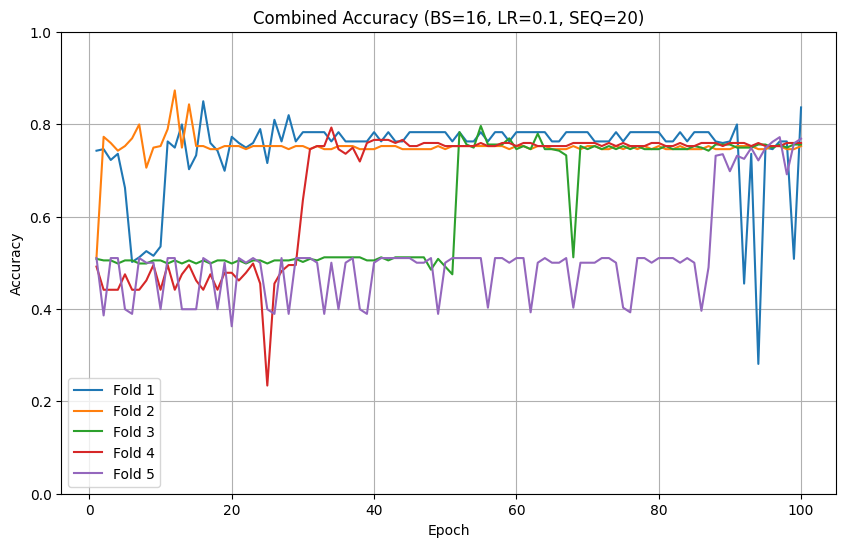 Combined Accuracy (BS=16, LR=0.1, SEQ=20)
1.0
0.8
0.6
0.4
0.2
0.0
Accuracy
Fold 1
Fold 2
Fold 3
Fold 4
Fold 5
0 20 40 60 80 100
Epoch